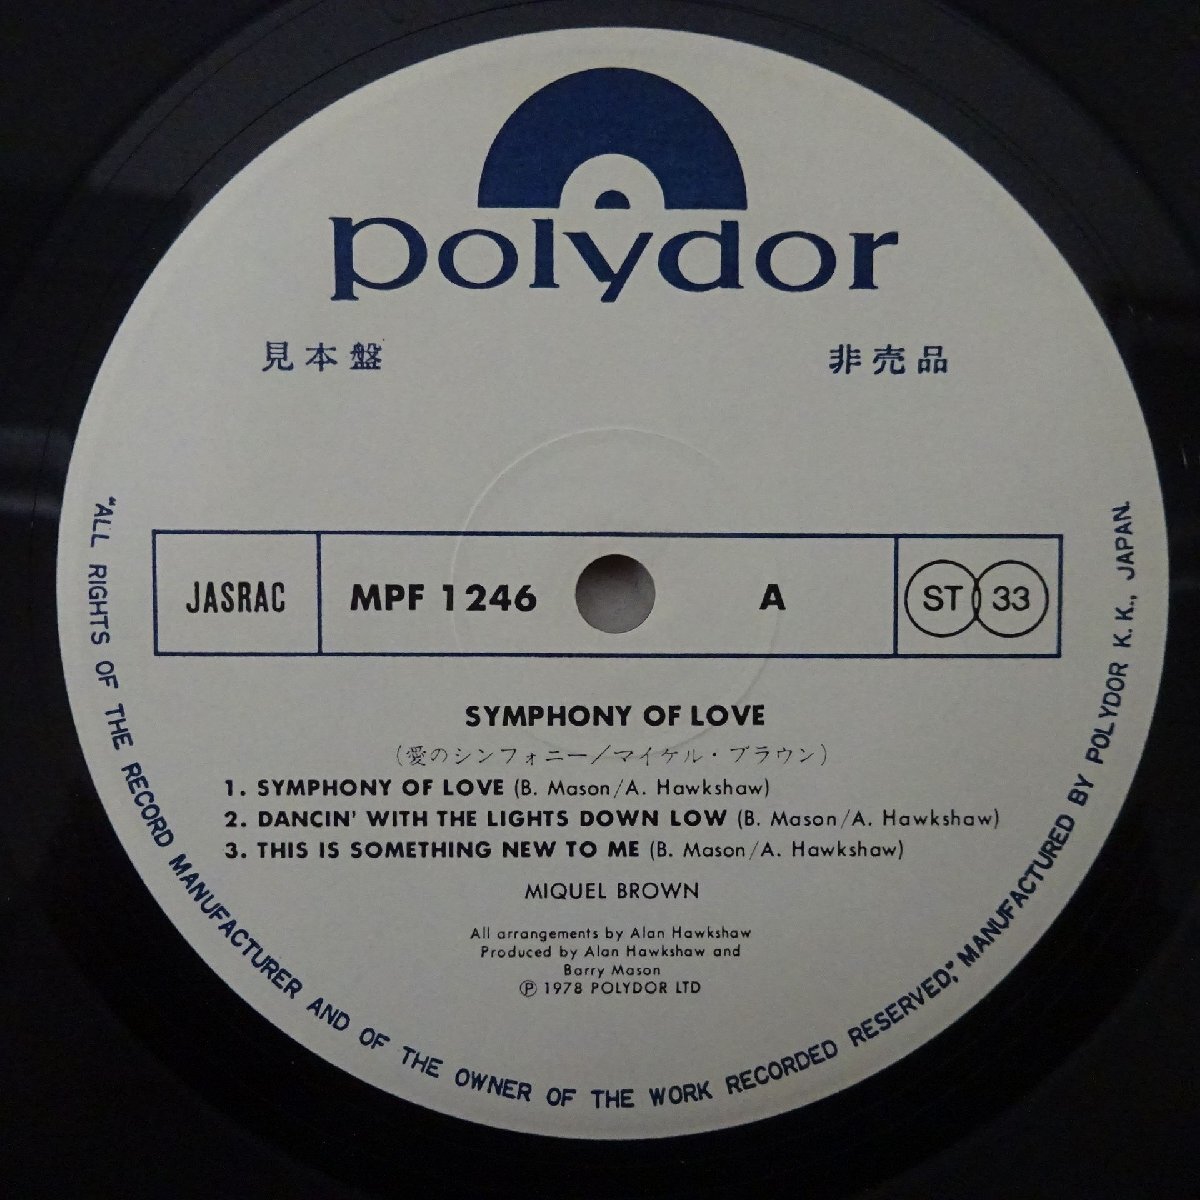 polydor
見本盤
非売品
JASRAC
MPF 1246
A
ST 33
SYMPHONY OF LOVE
(愛のシンフォニー/マイケル・ブラウン)
1. SYMPHONY OF LOVE (B. Mason/A. Hawkshaw)
2. DANCIN' WITH THE LIGHTS DOWN LOW (B. Mason/A. Hawkshaw)
3. THIS IS SOMETHING NEW TO ME (B. Mason/A. Hawkshaw)
MIQUEL BROWN
All arrangements by Alan Hawkshaw
Produced by Alan Hawkshaw and
Barry Mason
Ⓟ 1978 POLYDOR LTD
"ALL RIGHTS OF THE RECORD MANUFACTURER AND OF THE OWNER OF THE WORK RECORDED RESERVED," MANUFACTURED BY POLYDOR K.K., JAPAN.